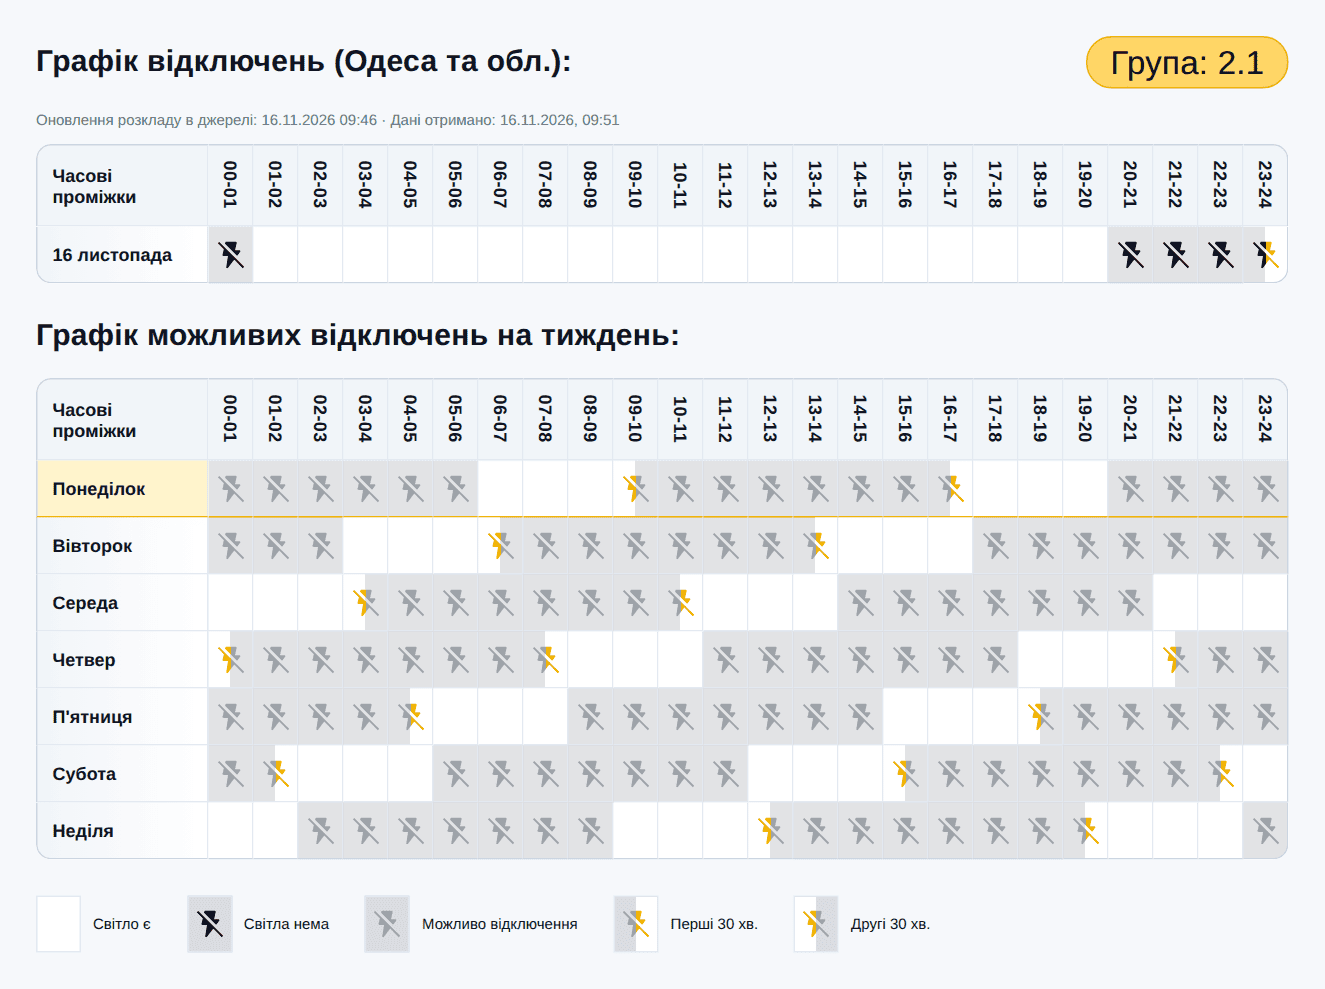 Графік відключень (Одеса та обл.):
Група: 2.1
Оновлення розкладу в джерелі: 16.11.2026 09:46 · Дані отримано: 16.11.2026, 09:51
Часові проміжки 00-01 01-02 02-03 03-04 04-05 05-06 06-07 07-08 08-09 09-10 10-11 11-12 12-13 13-14 14-15 15-16 16-17 17-18 18-19 19-20 20-21 21-22 22-23 23-24
16 листопада
Графік можливих відключень на тиждень:
Часові проміжки 00-01 01-02 02-03 03-04 04-05 05-06 06-07 07-08 08-09 09-10 10-11 11-12 12-13 13-14 14-15 15-16 16-17 17-18 18-19 19-20 20-21 21-22 22-23 23-24
Понеділок
Вівторок
Середа
Четвер
П'ятниця
Субота
Неділя
Світло є Світла нема Можливо відключення Перші 30 хв. Другі 30 хв.